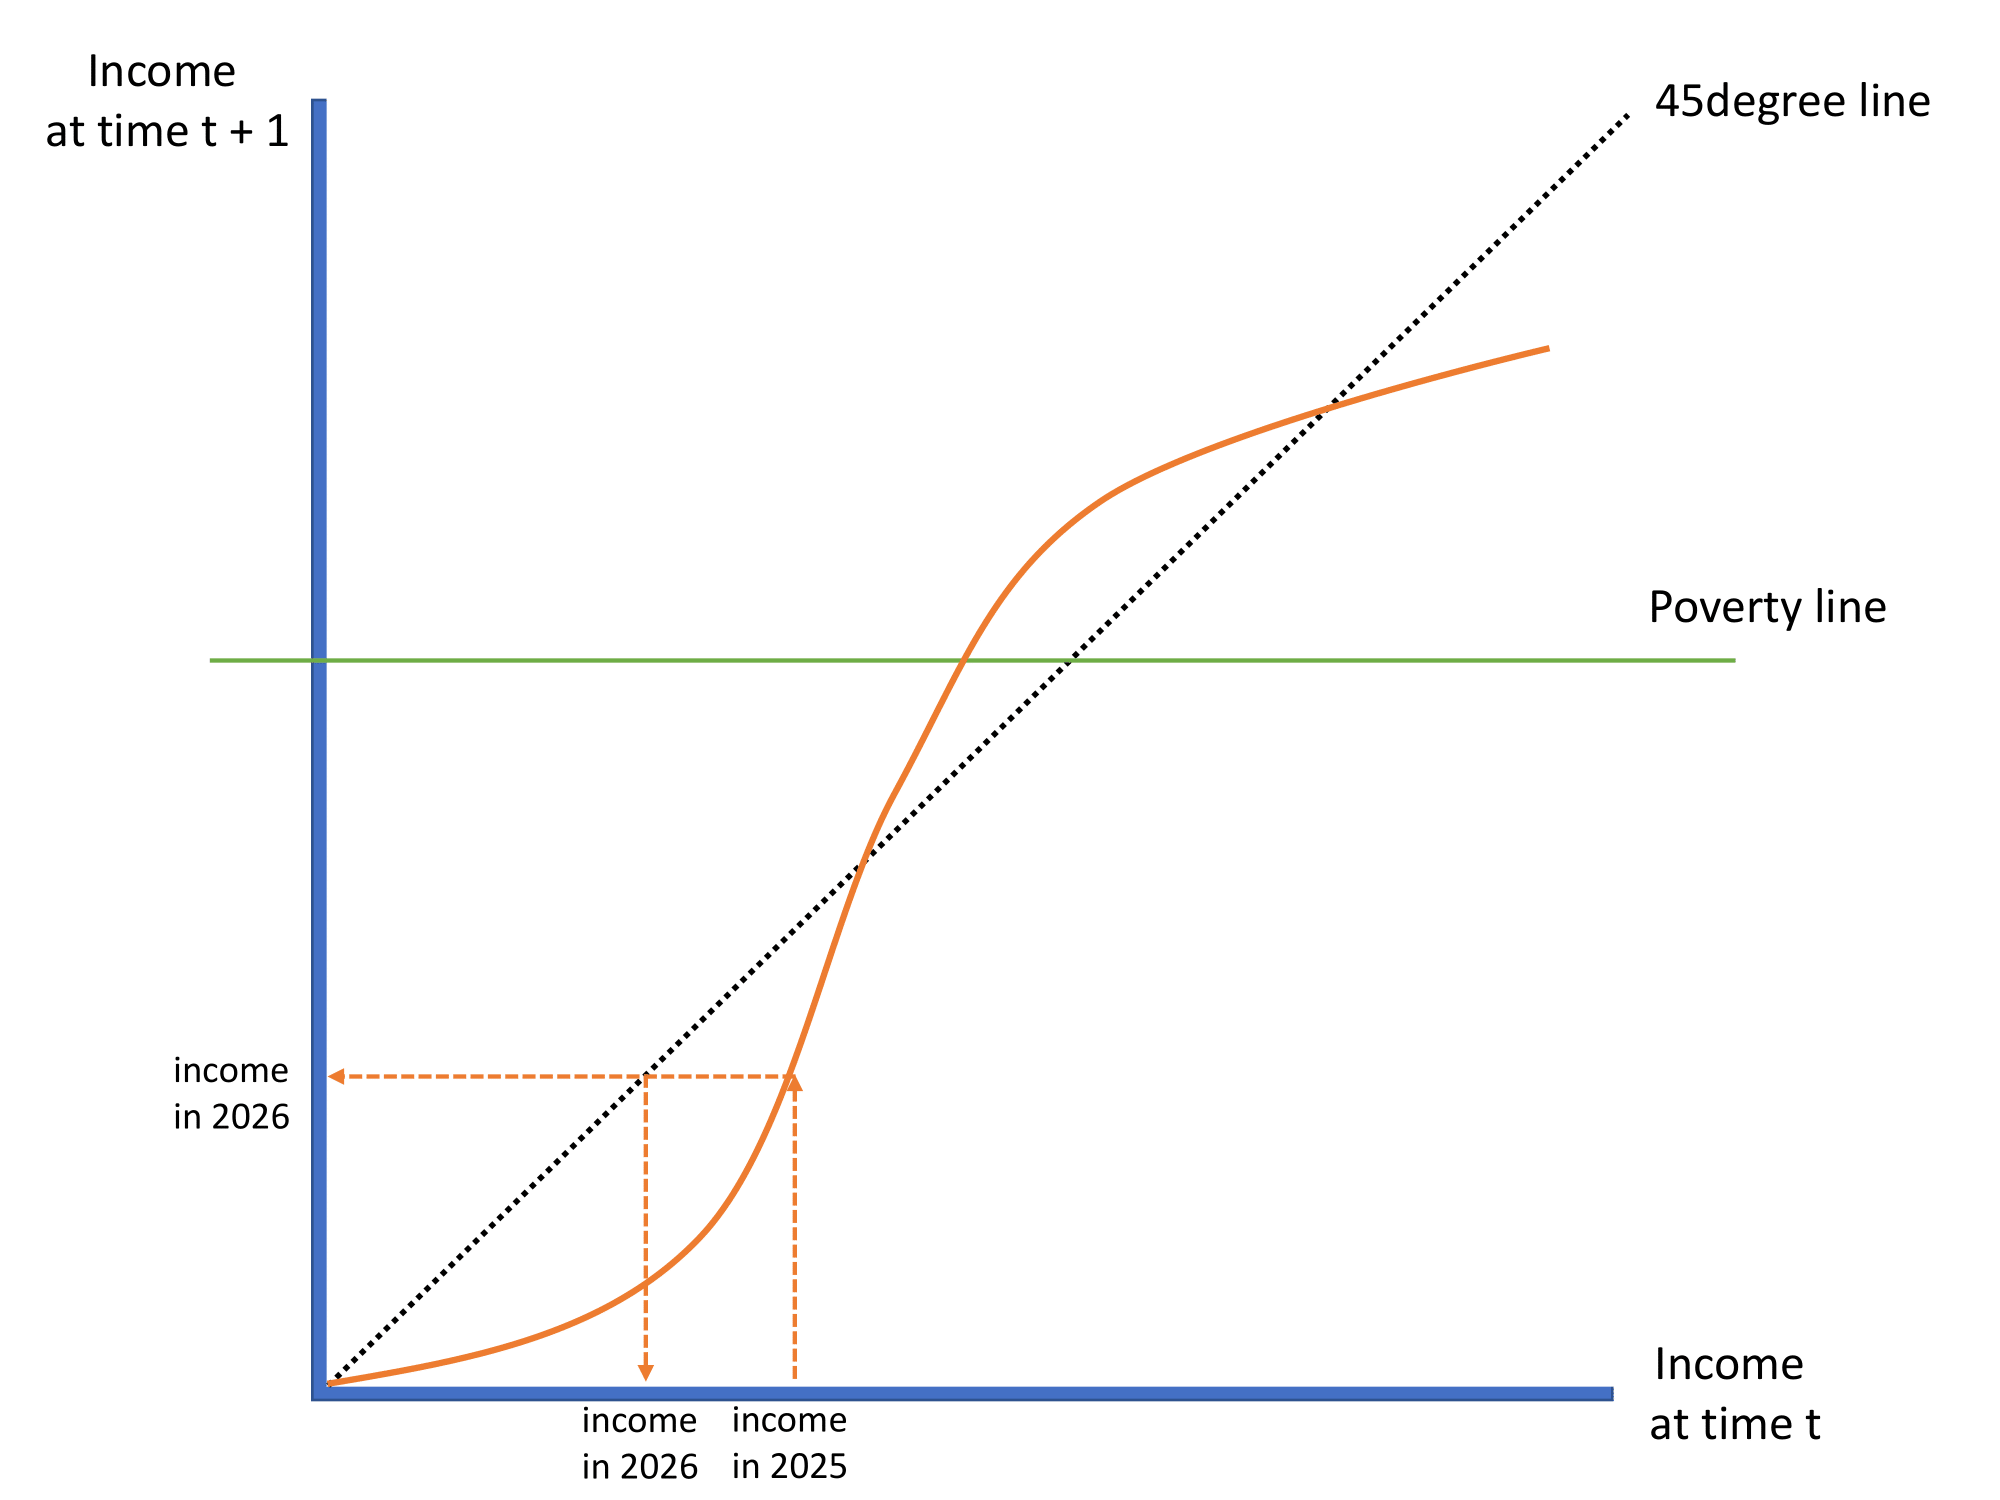 Income
at time t + 1
45degree line
Poverty line
income
in 2026
Income
at time t
income
in 2026
income
in 2025